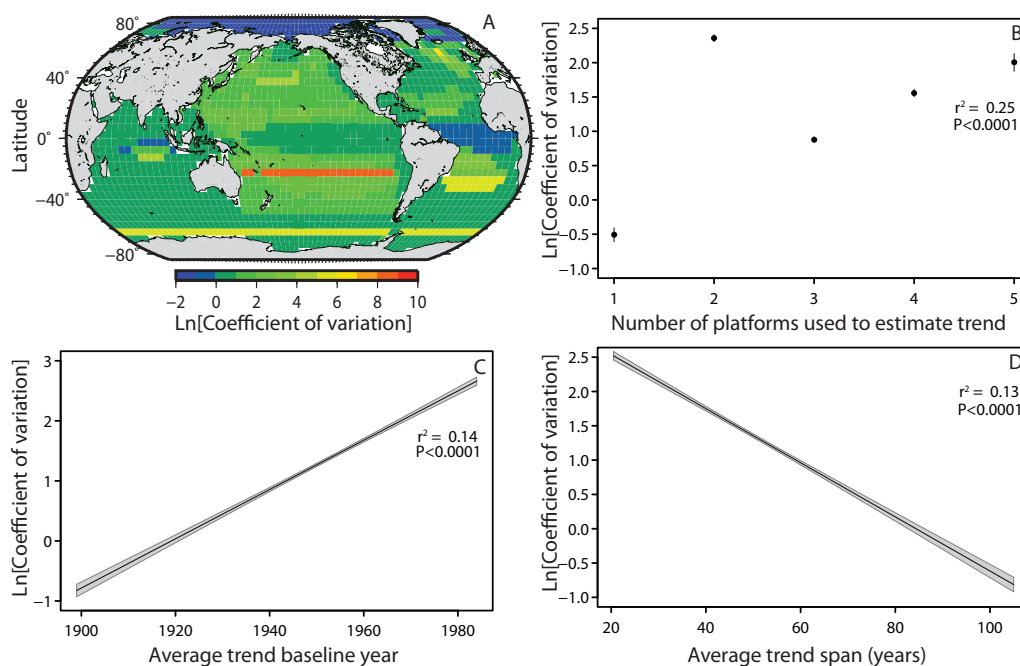 A
80°
40°
0°
−40°
−80°
Latitude
−2 0 2 4 6 8 10
Ln[Coefficient of variation]
B
Ln[Coefficient of variation]
2.5
2.0
1.5
1.0
0.5
0.0
−0.5
−1.0
r² = 0.25
P<0.0001
1 2 3 4 5
Number of platforms used to estimate trend
C
Ln[Coefficient of variation]
3
2
1
0
−1
r² = 0.14
P<0.0001
1900 1920 1940 1960 1980
Average trend baseline year
D
Ln[Coefficient of variation]
2.5
2.0
1.5
1.0
0.5
0.0
−0.5
−1.0
r² = 0.13
P<0.0001
20 40 60 80 100
Average trend span (years)